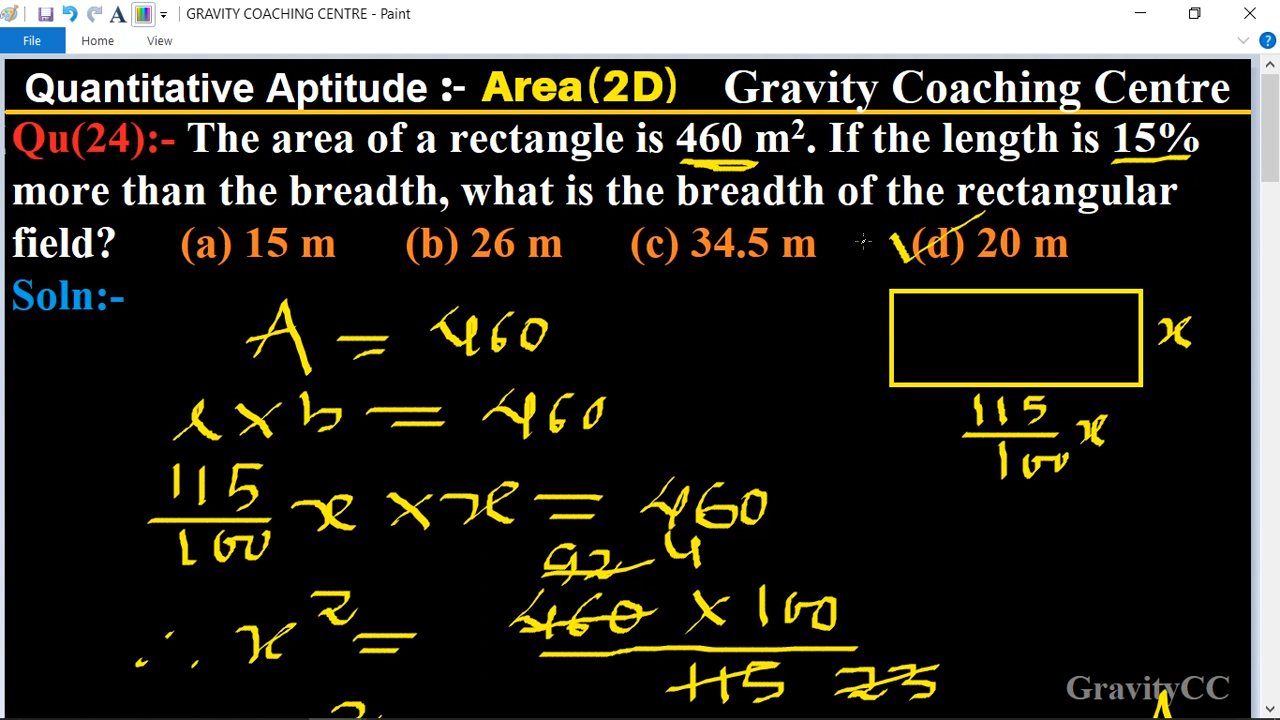 GRAVITY COACHING CENTRE - Paint
File Home View
Quantitative Aptitude :- Area(2D) Gravity Coaching Centre
Qu(24):- The area of a rectangle is 460 m². If the length is 15%
more than the breadth, what is the breadth of the rectangular
field? (a) 15 m (b) 26 m (c) 34.5 m (d) 20 m
Soln:-
A = 460
x
l × b = 460
115/100 x
115/100 x × x = 460
92 4
∴ x² = 460 × 100
115 23
GravityCC